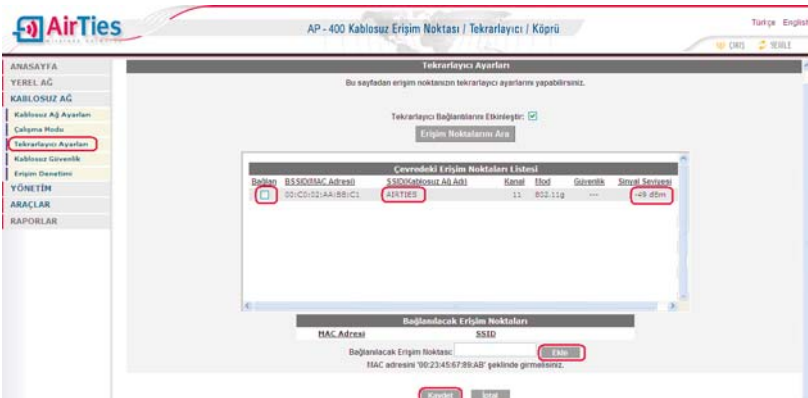 AirTies
AP - 400 Kablosuz Erişim Noktası / Tekrarlayıcı / Köprü
Türkçe English
ÇIKIŞ YENİLE
ANASAYFA
YEREL AĞ
KABLOSUZ AĞ
Kablosuz Ağ Ayarları
Çalışma Modu
Tekrarlayıcı Ayarları
Kablosuz Güvenlik
Erişim Denetimi
YÖNETİM
ARAÇLAR
RAPORLAR
Tekrarlayıcı Ayarları
Bu sayfadan erişim noktanızın tekrarlayıcı ayarlarını yapabilirsiniz.
Tekrarlayıcı Bağlantılarını Etkinleştir:
Erişim Noktalarını Ara
Çevredeki Erişim Noktaları Listesi
Bağlan BSSID(MAC Adresi) SSID(Kablosuz Ağ Adı) Kanal Mod Güvenlik Sinyal Seviyesi
00:C0:02:AA:BB:C1 AIRTIES 11 802.11g --- -49 dBm
Bağlanılacak Erişim Noktaları
MAC Adresi SSID
Bağlanılacak Erişim Noktası: Ekle
MAC adresini '00:23:45:67:89:AB' şeklinde girmelisiniz.
Kaydet İptal